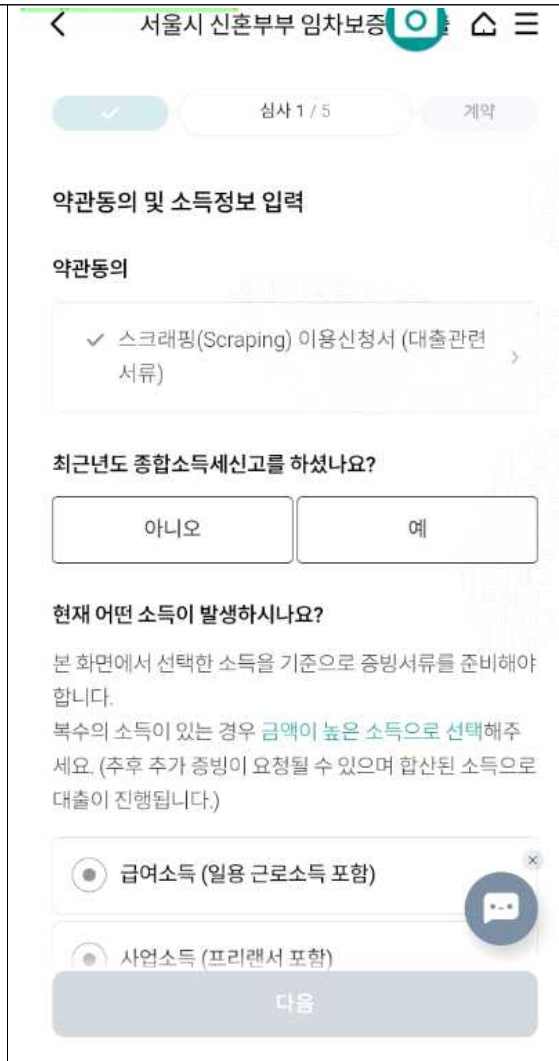 서울시 신혼부부 임차보증
심사 1 / 5
계약
약관동의 및 소득정보 입력
약관동의
스크래핑(Scraping) 이용신청서 (대출관련
서류)
최근년도 종합소득세신고를 하셨나요?
아니오
예
현재 어떤 소득이 발생하시나요?
본 화면에서 선택한 소득을 기준으로 증빙서류를 준비해야
합니다.
복수의 소득이 있는 경우 금액이 높은 소득으로 선택해주
세요. (추후 추가 증빙이 요청될 수 있으며 합산된 소득으로
대출이 진행됩니다.)
급여소득 (일용 근로소득 포함)
사업소득 (프리랜서 포함)
다음